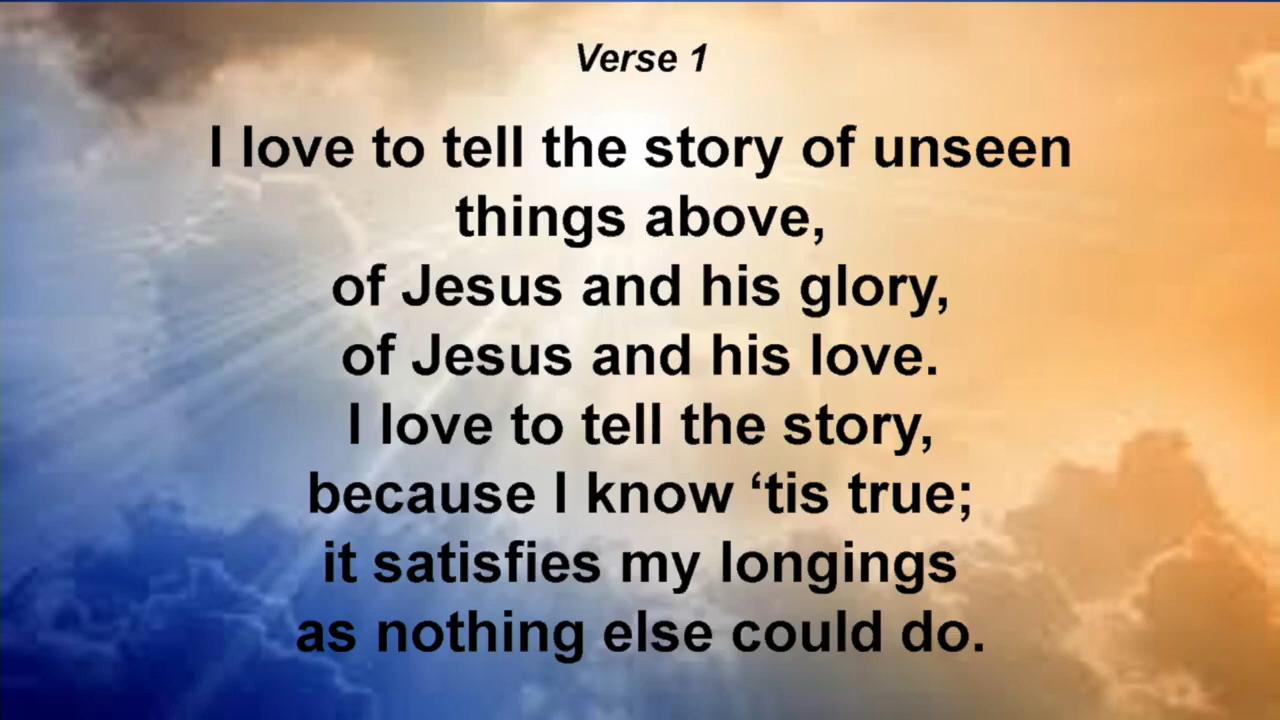 Verse 1
I love to tell the story of unseen
things above,
of Jesus and his glory,
of Jesus and his love.
I love to tell the story,
because I know ‘tis true;
it satisfies my longings
as nothing else could do.